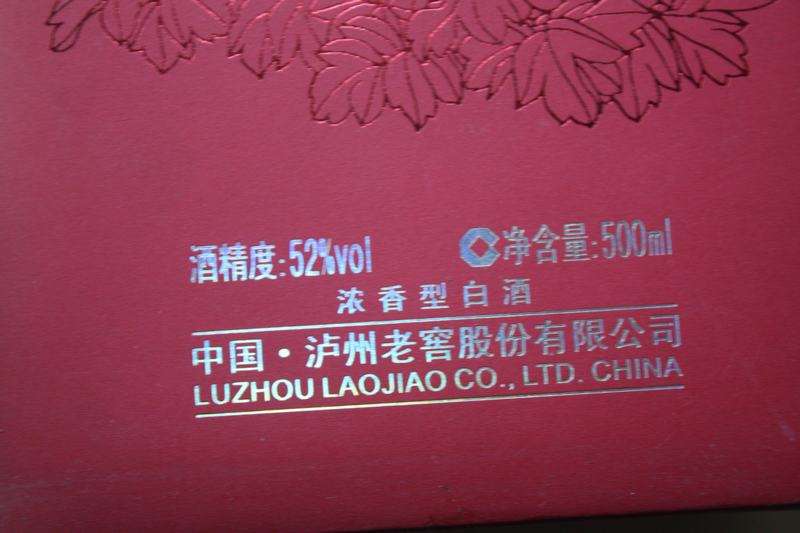 酒精度:52%vol 净含量:500ml
浓香型白酒
中国·泸州老窖股份有限公司
LUZHOU LAOJIAO CO., LTD. CHINA